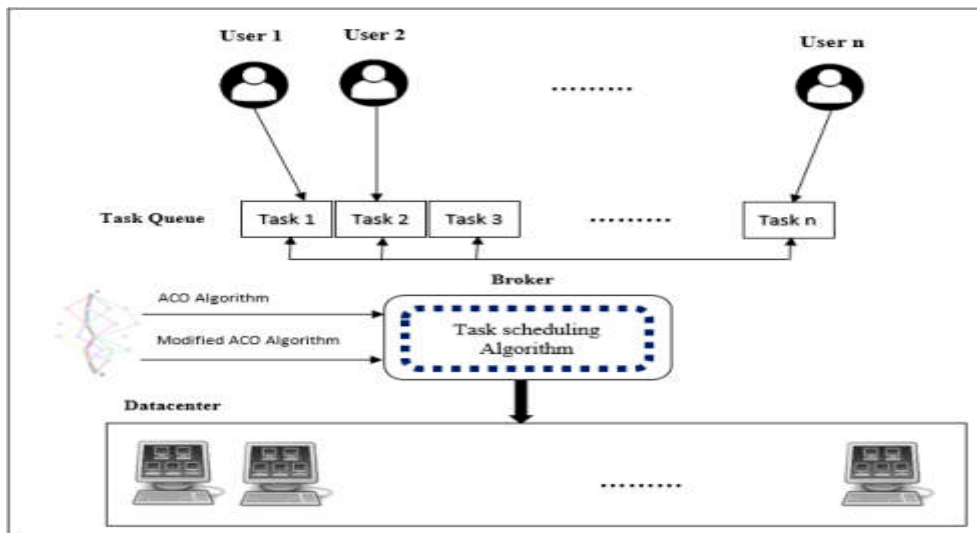 User 1
User 2
User n
.........
Task Queue
Task 1
Task 2
Task 3
.........
Task n
Broker
ACO Algorithm
Modified ACO Algorithm
Task scheduling
Algorithm
Datacenter
.........